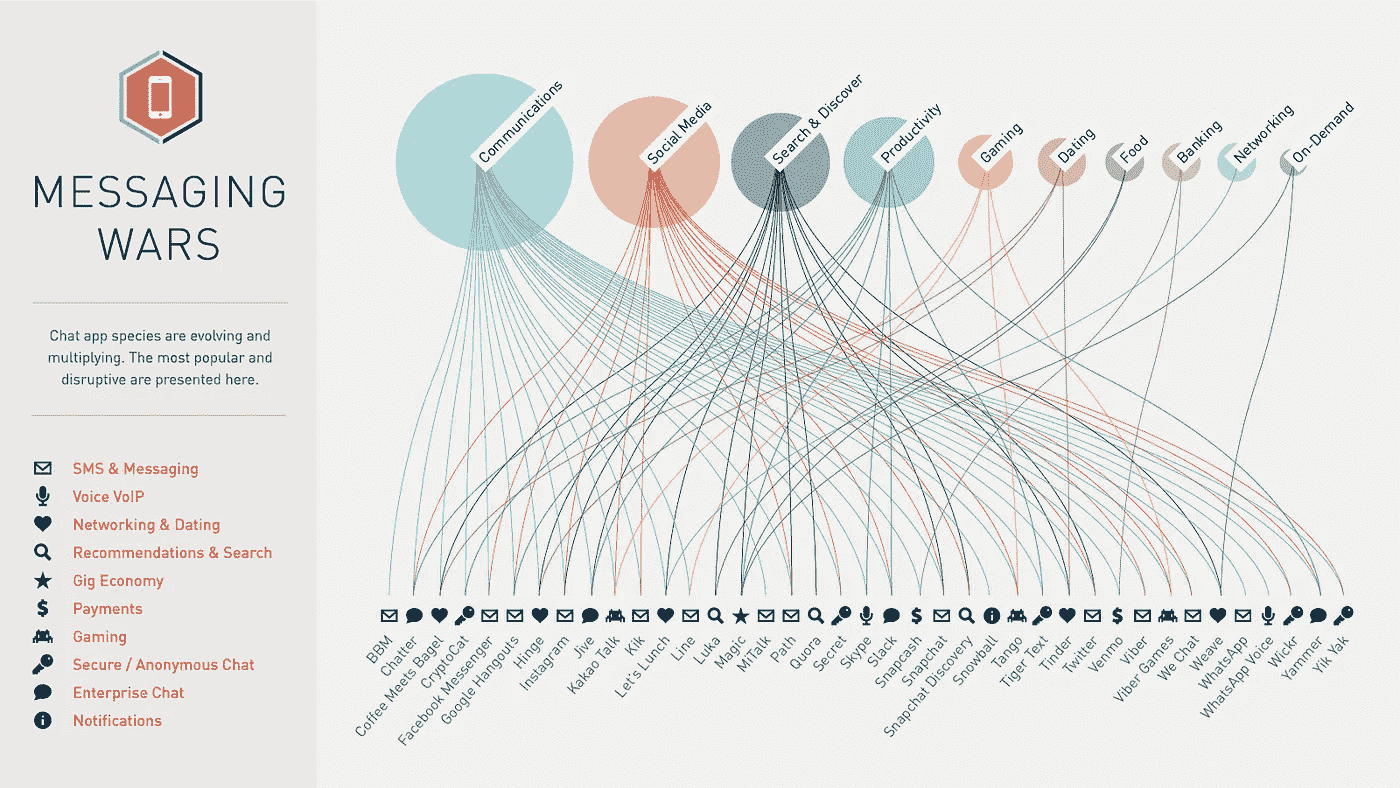 MESSAGING
WARS
Chat app species are evolving and
multiplying. The most popular and
disruptive are presented here.
SMS & Messaging
Voice VoIP
Networking & Dating
Recommendations & Search
Gig Economy
$ Payments
Gaming
Secure / Anonymous Chat
Enterprise Chat
Notifications
Communications
Social Media
Search & Discover
Productivity
Gaming
Dating
Food
Banking
Networking
On-Demand
BBM
Chatter
Coffee Meets Bagel
CryptoCat
Facebook Messenger
Google Hangouts
Hinge
Instagram
Jive
Kakao Talk
Kik
Let's Lunch
Line
Luka
Magic
MiTalk
Path
Quora
Secret
Skype
Slack
Snapcash
Snapchat
Snapchat Discovery
Snowball
Tango
Tiger Text
Tinder
Twitter
Venmo
Viber
Viber Games
We Chat
Weave
WhatsApp
WhatsApp Voice
Wickr
Yammer
Yik Yak